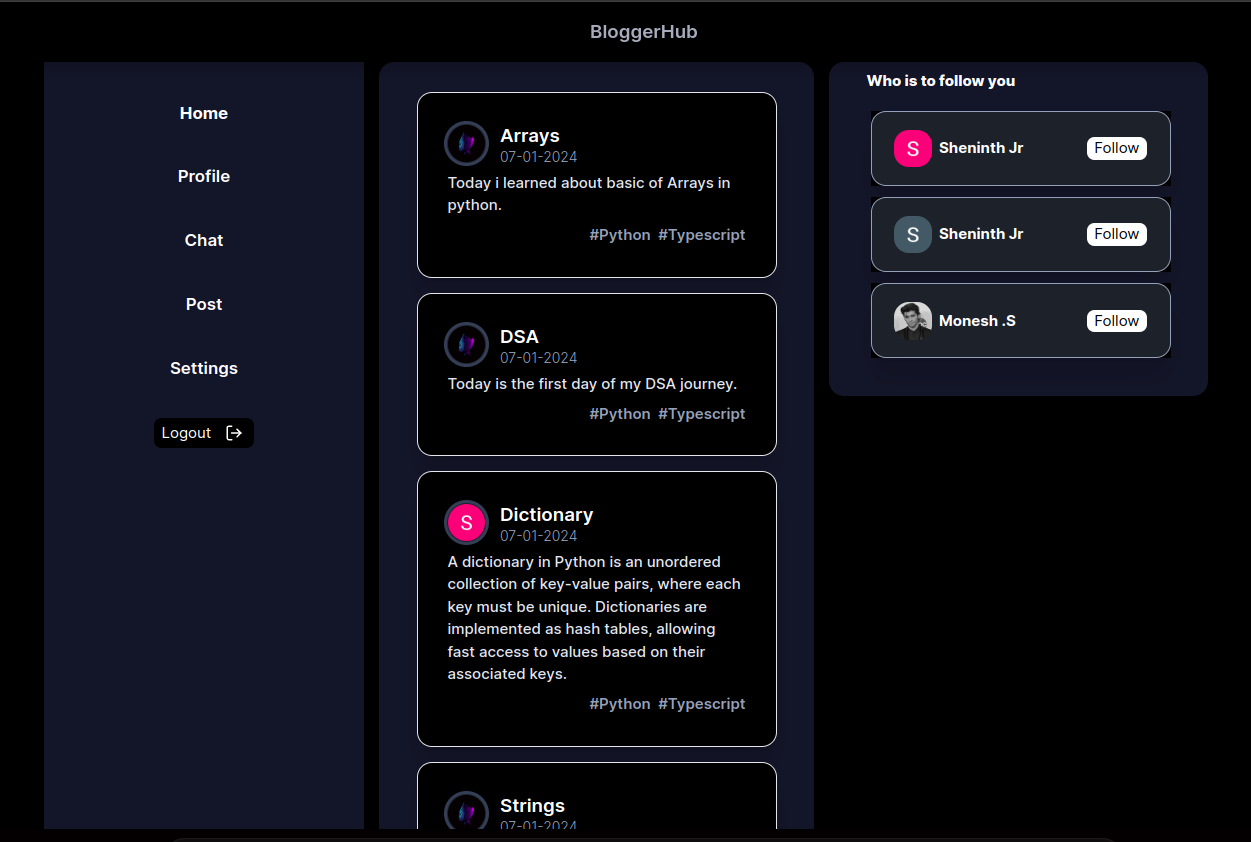 BloggerHub
Home
Profile
Chat
Post
Settings
Logout
Arrays
07-01-2024
Today i learned about basic of Arrays in
python.
#Python #Typescript
DSA
07-01-2024
Today is the first day of my DSA journey.
#Python #Typescript
S
Dictionary
07-01-2024
A dictionary in Python is an unordered
collection of key-value pairs, where each
key must be unique. Dictionaries are
implemented as hash tables, allowing
fast access to values based on their
associated keys.
#Python #Typescript
Strings
07-01-2024
Who is to follow you
S Sheninth Jr Follow
S Sheninth Jr Follow
Monesh .S Follow